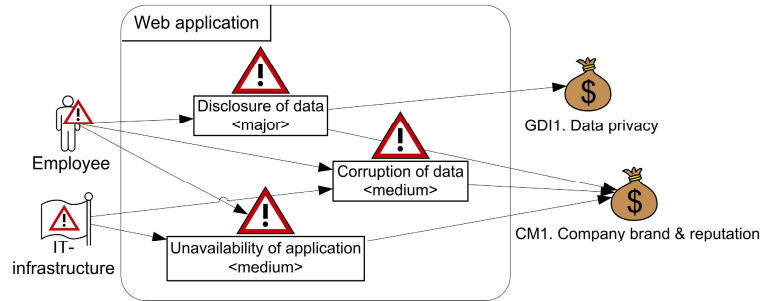 Web application
Disclosure of data
<major>
$
GDI1. Data privacy
Employee
Corruption of data
<medium>
$
CM1. Company brand & reputation
IT-
infrastructure
Unavailability of application
<medium>